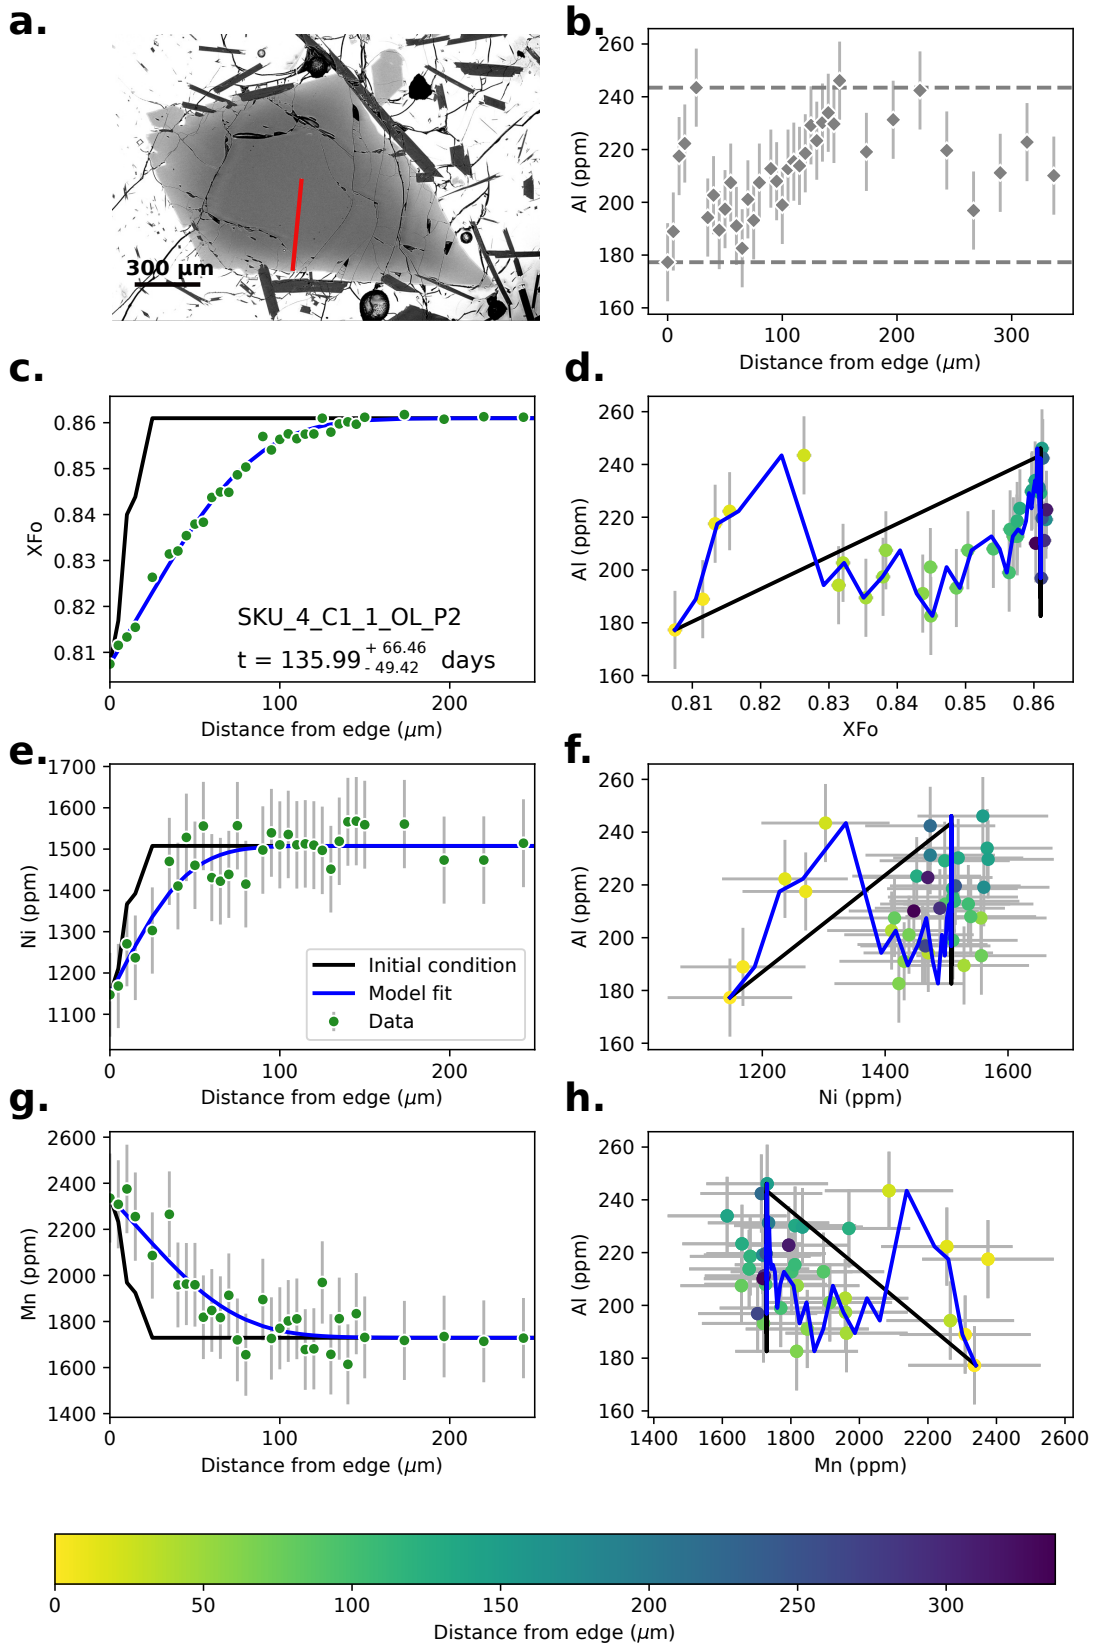 a.
300 µm
b.
260
240
220
200
180
160
Al (ppm)
0
100
200
300
Distance from edge (µm)
c.
0.86
0.85
0.84
0.83
0.82
0.81
XFo
SKU_4_C1_1_OL_P2
t = 135.99 + 66.46 - 49.42 days
0
100
200
Distance from edge (µm)
d.
260
240
220
200
180
160
Al (ppm)
0.81
0.82
0.83
0.84
0.85
0.86
XFo
e.
1700
1600
1500
1400
1300
1200
1100
Ni (ppm)
Initial condition
Model fit
Data
0
100
200
Distance from edge (µm)
f.
260
240
220
200
180
160
Al (ppm)
1200
1400
1600
Ni (ppm)
g.
2600
2400
2200
2000
1800
1600
1400
Mn (ppm)
0
100
200
Distance from edge (µm)
h.
260
240
220
200
180
160
Al (ppm)
1400
1600
1800
2000
2200
2400
2600
Mn (ppm)
0
50
100
150
200
250
300
Distance from edge (µm)